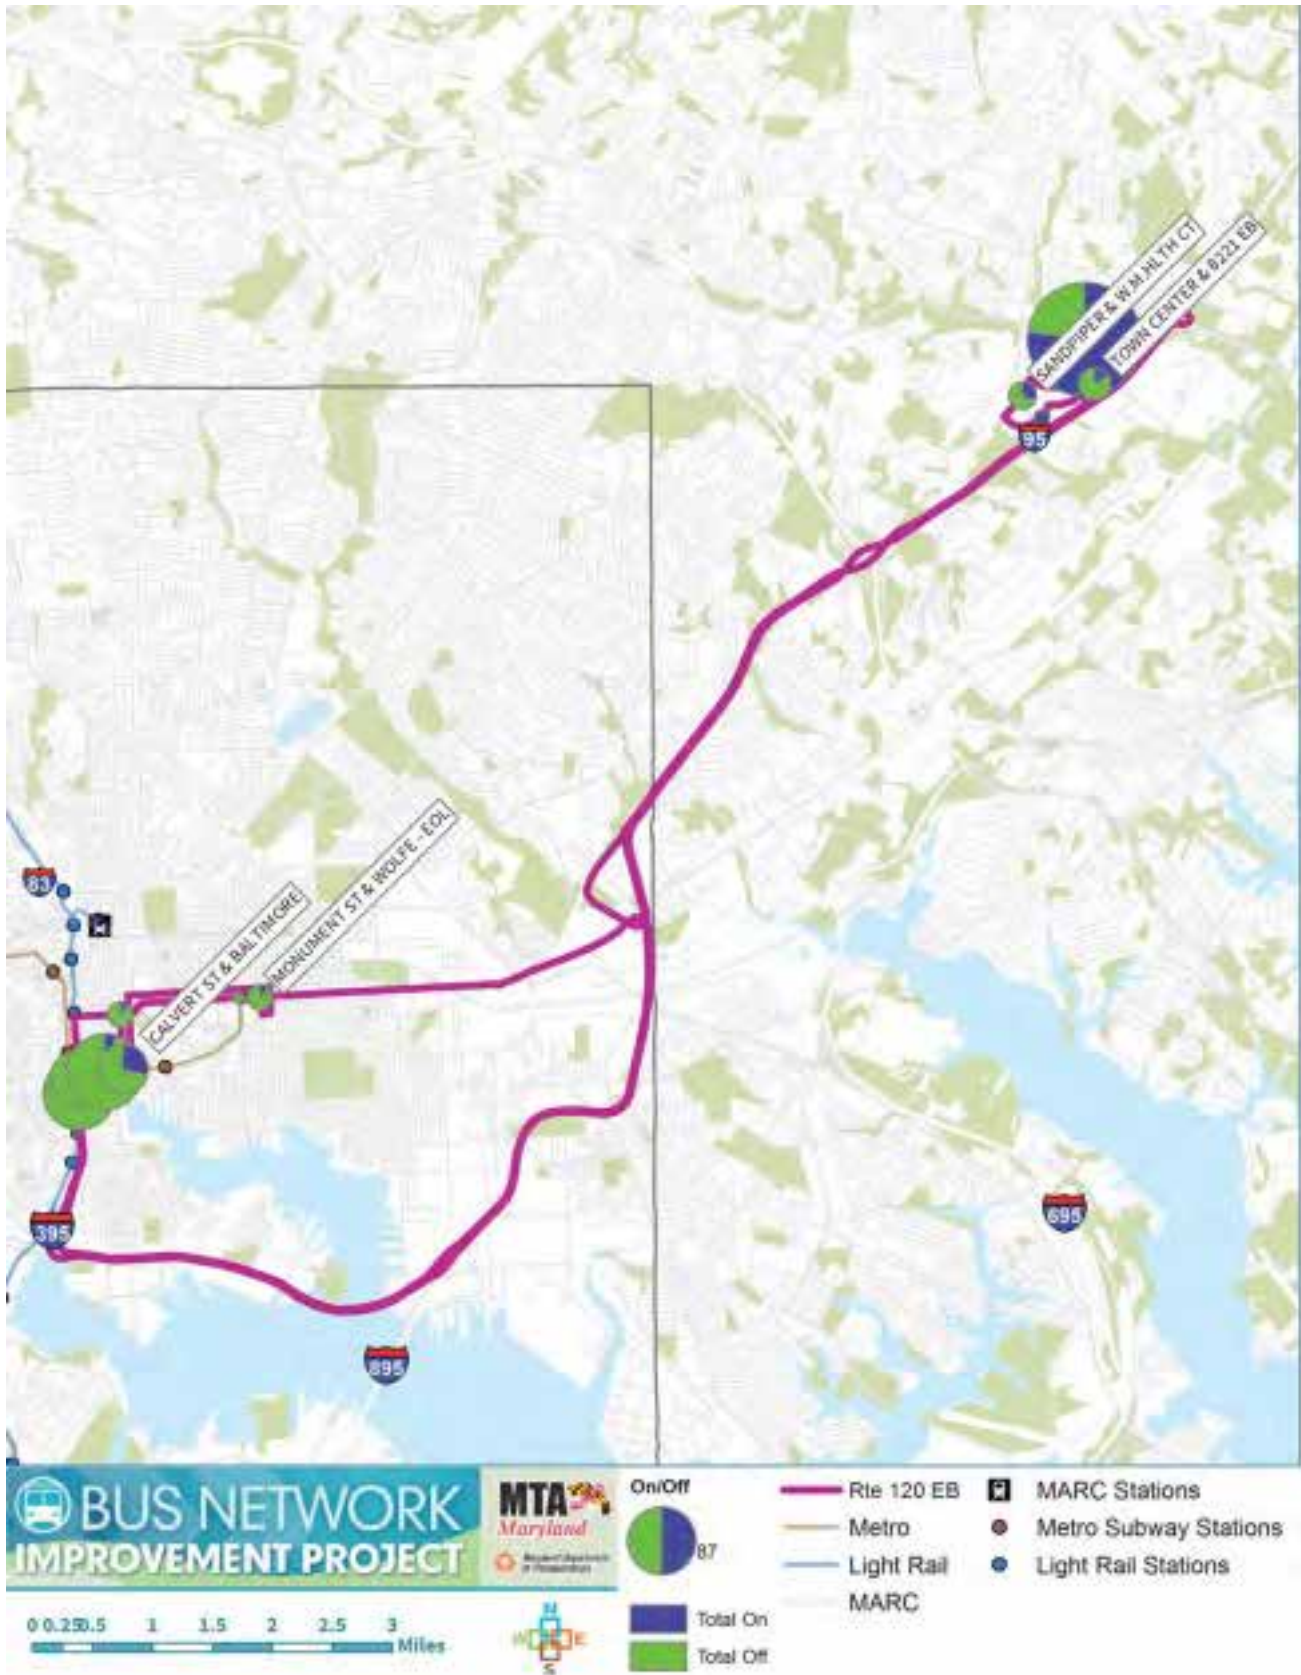 SANDPIPER & W.M.HLTH CT
TOWN CENTER & 8221 EB
95
MONUMENT ST & WOLFE - EOL
83
CALVERT ST & BALTIMORE
695
395
895
BUS NETWORK
IMPROVEMENT PROJECT
MTA
Maryland
On/Off
87
Total On
Total Off
Rte 120 EB
Metro
Light Rail
MARC
MARC Stations
Metro Subway Stations
Light Rail Stations
0 0.25 0.5 1 1.5 2 2.5 3
Miles
N
W E
S